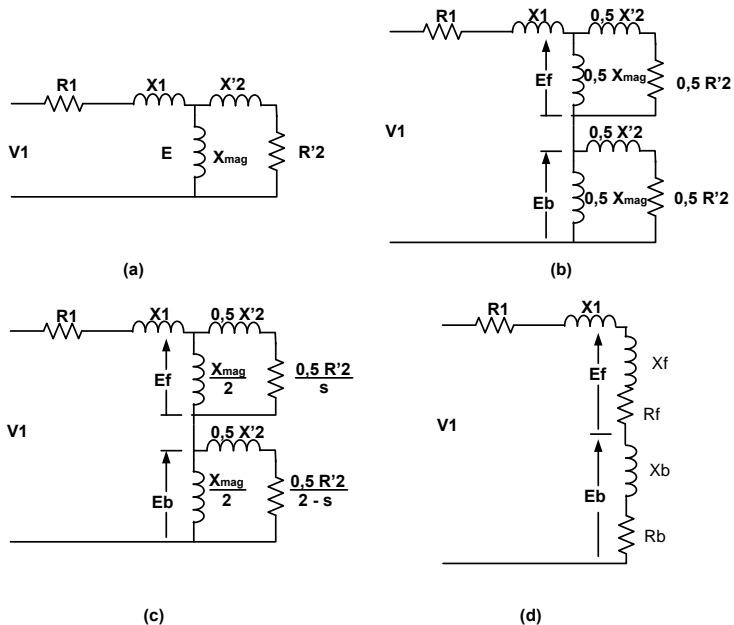 R1
X1
X'2
V1
E
Xmag
R'2
(a)
R1
X1
0,5 X'2
Ef
0,5 Xmag
0,5 R'2
V1
0,5 X'2
Eb
0,5 Xmag
0,5 R'2
(b)
R1
X1
0,5 X'2
Ef
Xmag
2
0,5 R'2
s
V1
0,5 X'2
Eb
Xmag
2
0,5 R'2
2 - s
(c)
R1
X1
Xf
Ef
Rf
V1
Xb
Eb
Rb
(d)